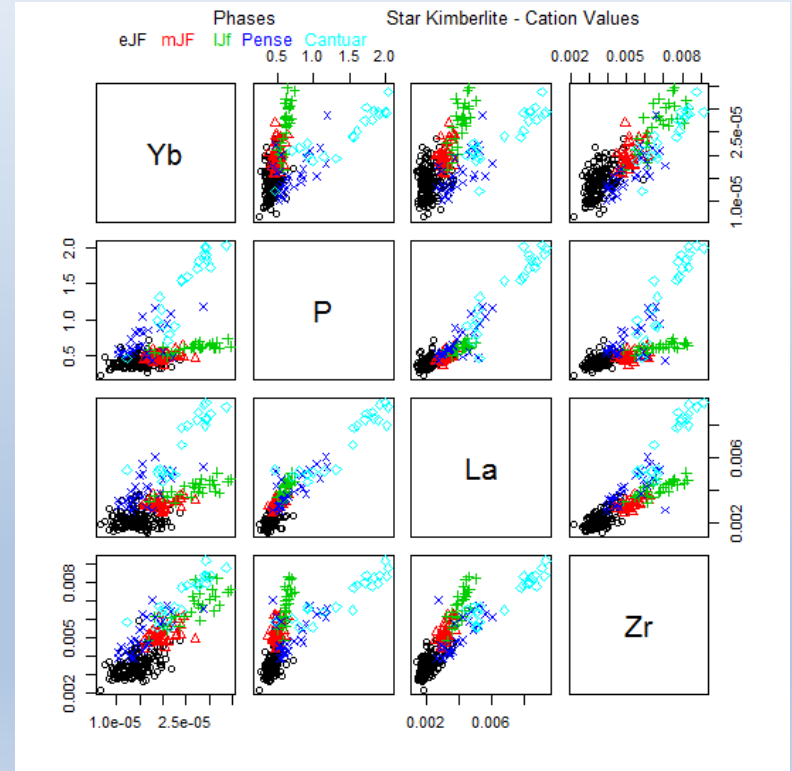 Phases Star Kimberlite - Cation Values
eJF mJF lJf Pense Cantuar
0.5 1.0 1.5 2.0
0.002 0.005 0.008
Yb
1.0e-05 2.5e-05
0.5 1.0 1.5 2.0
P
La
0.002 0.006
0.002 0.005 0.008
Zr
1.0e-05 2.5e-05
0.002 0.006